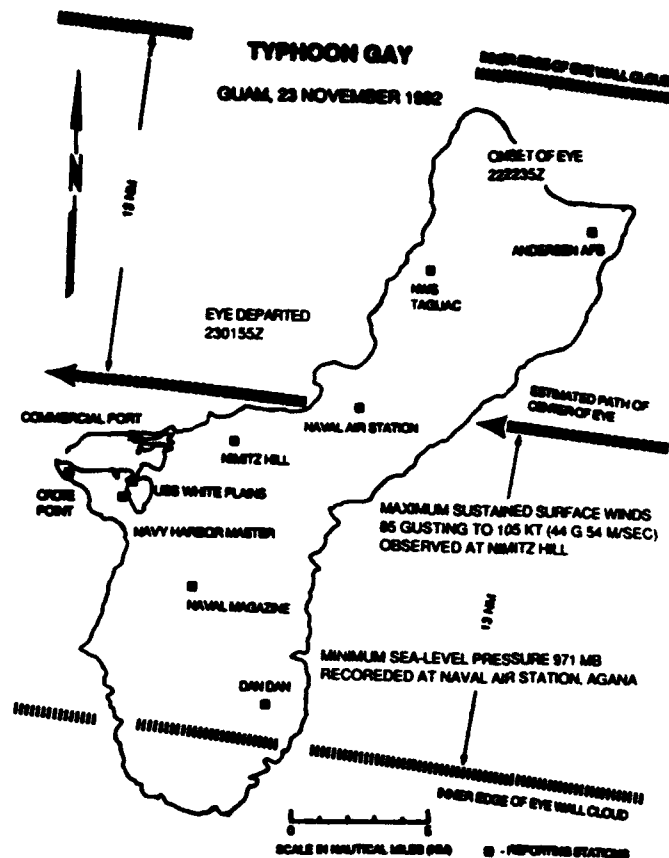 TYPHOON GAY
GUAM, 23 NOVEMBER 1992
INNER EDGE OF EYE WALL CLOUD
N
ONSET OF EYE
222235Z
ANDERSEN AFB
NWS
TAGUAC
EYE DEPARTED
230155Z
ESTIMATED PATH OF
CENTER OF EYE
COMMERCIAL PORT
NAVAL AIR STATION
NIMITZ HILL
USS WHITE PLAINS
POINT
NAVY HARBOR MASTER
MAXIMUM SUSTAINED SURFACE WINDS
85 GUSTING TO 105 KT (44 G 54 M/SEC)
OBSERVED AT NIMITZ HILL
NAVAL MAGAZINE
13 NM
MINIMUM SEA-LEVEL PRESSURE 971 MB
RECOREDED AT NAVAL AIR STATION, AGANA
DAN DAN
INNER EDGE OF EYE WALL CLOUD
0 5
SCALE IN NAUTICAL MILES (NM)
- REPORTING STATIONS